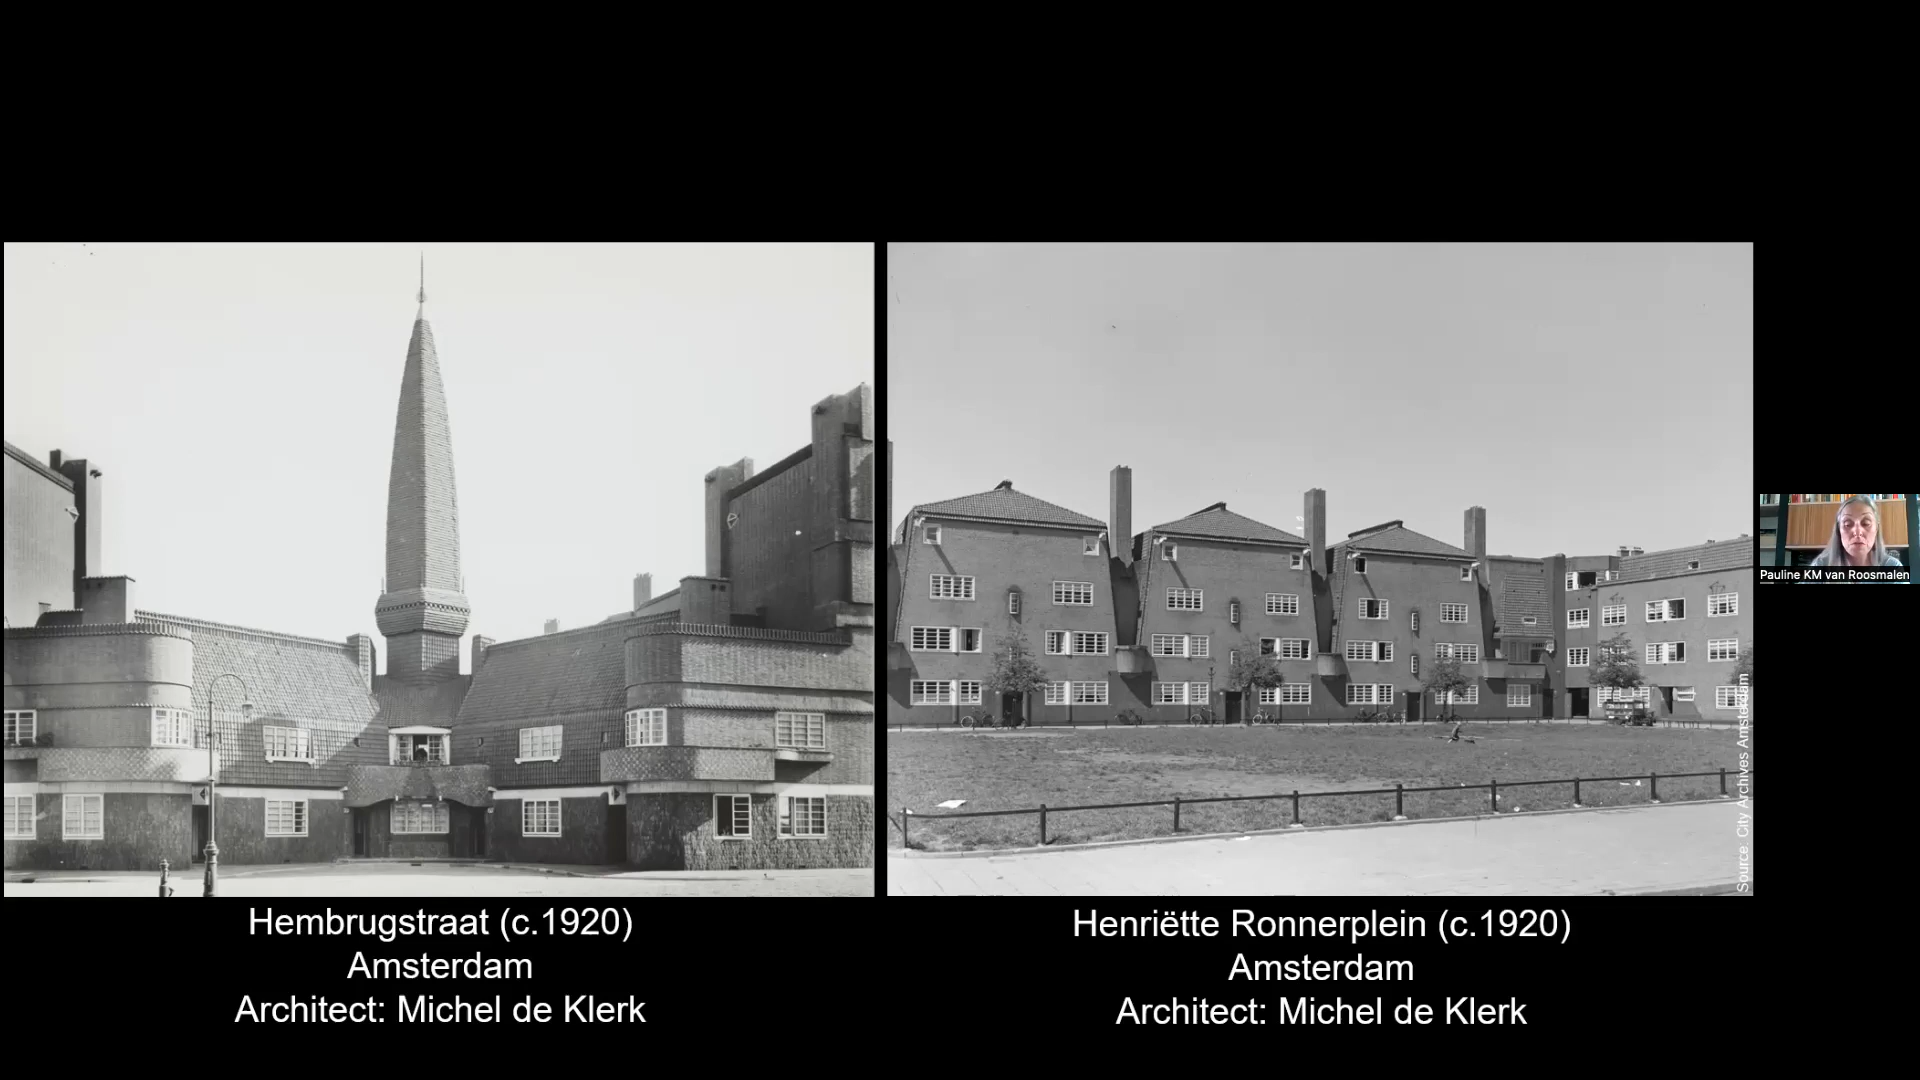 Hembrugstraat (c.1920)
Amsterdam
Architect: Michel de Klerk
Henriëtte Ronnerplein (c.1920)
Amsterdam
Architect: Michel de Klerk
Source: City Archives Amsterdam
Pauline KM van Roosmalen